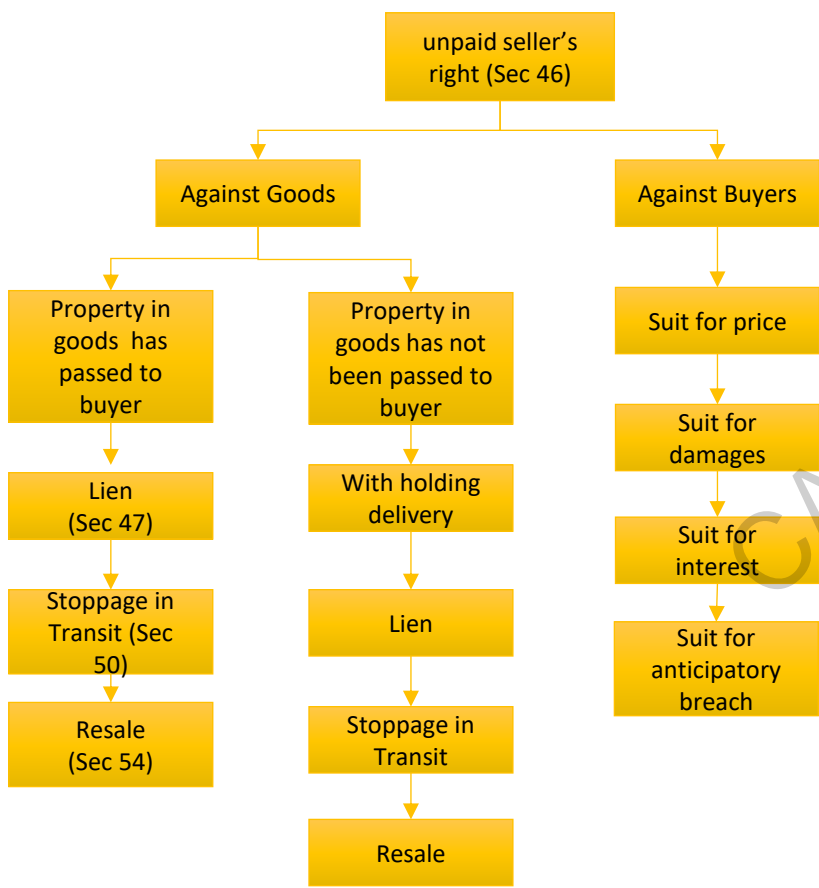 unpaid seller's
right (Sec 46)
Against Goods
Against Buyers
Property in
goods has
passed to
buyer
Property in
goods has not
been passed to
buyer
Suit for price
Lien
(Sec 47)
With holding
delivery
Suit for
damages
Stoppage in
Transit (Sec
50)
Lien
Suit for
interest
Resale
(Sec 54)
Stoppage in
Transit
Suit for
anticipatory
breach
Resale